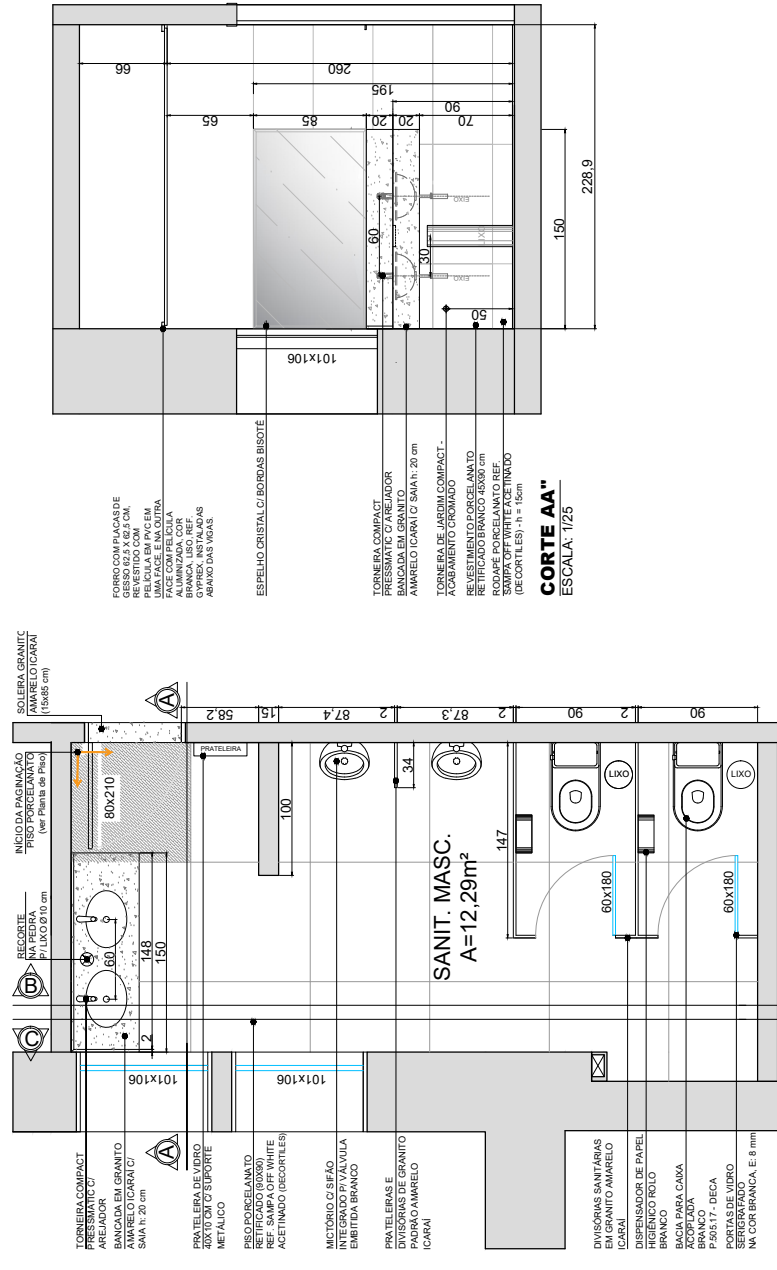 66
260
195
90
65
85
20
20
70
60
30
50
EIXO
EIXO
LIXO
101x106
150
228,9
FORRO COM PLACAS DE
GESSO 62,5 X 62,5 CM,
REVESTIDO COM
PELÍCULA EM PVC EM
UMA FACE, E NA OUTRA
FACE COM PELÍCULA
ALUMINIZADA, COR
BRANCA, LISO, REF.
GYPREX, INSTALADAS
ABAIXO DAS VIGAS.
ESPELHO CRISTAL C/ BORDAS BISOTÊ
TORNEIRA COMPACT
PRESSMATIC C/ AREJADOR
BANCADA EM GRANITO
AMARELO ICARAÍ C/ SAIA h: 20 cm
TORNEIRA DE JARDIM COMPACT -
ACABAMENTO CROMADO
REVESTIMENTO PORCELANATO
RETIFICADO BRANCO 45X90 cm
RODAPÉ PORCELANATO REF.
SAMPA OFF WHITE ACETINADO
(DECORTILES) - h = 15cm
CORTE AA"
ESCALA: 1/25
SOLEIRA GRANITO
AMARELO ICARAÍ
(15x85 cm)
INÍCIO DA PAGINAÇÃO
PISO PORCELANATO
(ver Planta de Piso)
RECORTE
NA PEDRA
P/ LIXO Ø10 cm
B
C
A
A
80x210
60
148
150
2
101x106
101x106
PRATELEIRA
58,2
15
87,4
2
87,3
2
90
2
90
100
34
147
SANIT. MASC.
A=12,29m²
LIXO
LIXO
60x180
60x180
TORNEIRA COMPACT
PRESSMATIC C/
AREJADOR
BANCADA EM GRANITO
AMARELO ICARAÍ C/
SAIA h: 20 cm
PRATELEIRA DE VIDRO
40X10 CM C/ SUPORTE
METÁLICO
PISO PORCELANATO
RETIFICADO (90X90)
REF. SAMPA OFF WHITE
ACETINADO (DECORTILES)
MICTÓRIO C/ SIFÃO
INTEGRADO P/ VÁLVULA
EMBITIDA BRANCO
PRATELEIRAS E
DIVISÓRIAS DE GRANITO
PADRÃO AMARELO
ICARAÍ
DIVISÓRIAS SANITÁRIAS
EM GRANITO AMARELO
ICARAÍ
DISPENSADOR DE PAPEL
HIGIÊNICO ROLO
BRANCO
BACIA PARA CAIXA
ACOPLADA
BRANCO
P.505.17 - DECA
PORTAS DE VIDRO
SERIGRAFADO
NA COR BRANCA, E: 8 mm